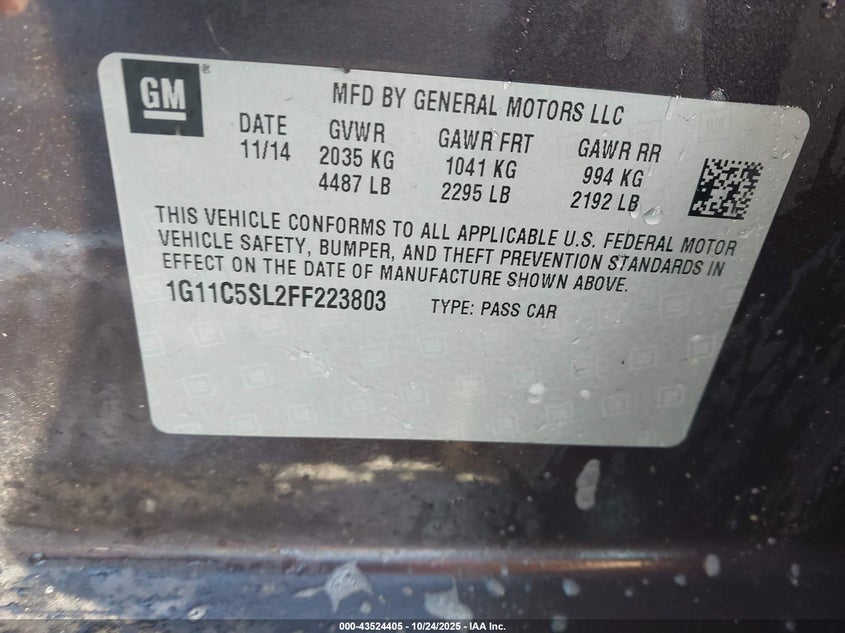 GM
MFD BY GENERAL MOTORS LLC
DATE GVWR GAWR FRT GAWR RR
11/14 2035 KG 1041 KG 994 KG
4487 LB 2295 LB 2192 LB
THIS VEHICLE CONFORMS TO ALL APPLICABLE U.S. FEDERAL MOTOR
VEHICLE SAFETY, BUMPER, AND THEFT PREVENTION STANDARDS IN
EFFECT ON THE DATE OF MANUFACTURE SHOWN ABOVE.
1G11C5SL2FF223803 TYPE: PASS CAR
000-43524405 - 10/24/2025 - IAA Inc.